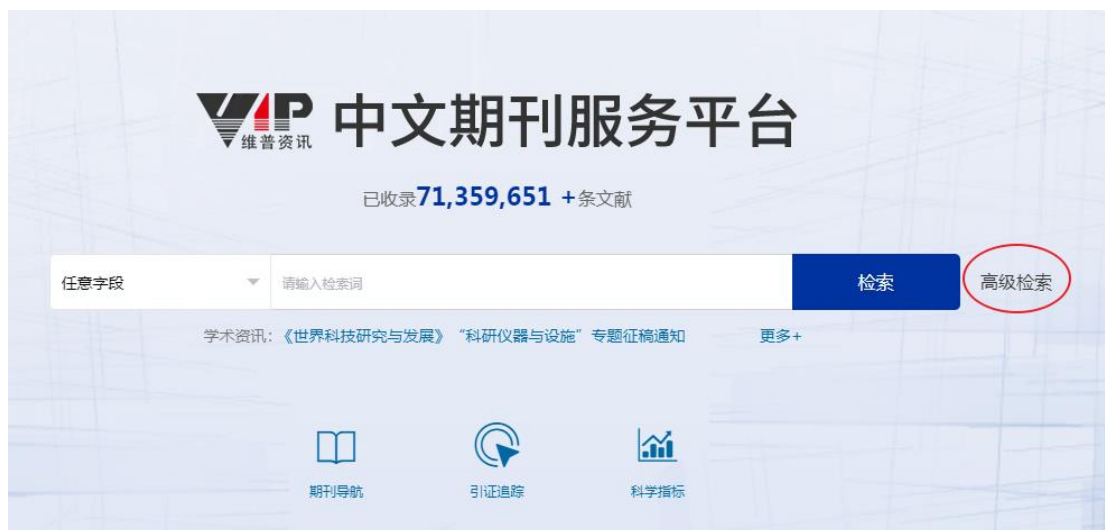 VIP 中文期刊服务平台
维普资讯
已收录71,359,651 +条文献
任意字段 请输入检索词 检索 高级检索
学术资讯：《世界科技研究与发展》“科研仪器与设施”专题征稿通知 更多+
期刊导航 引证追踪 科学指标